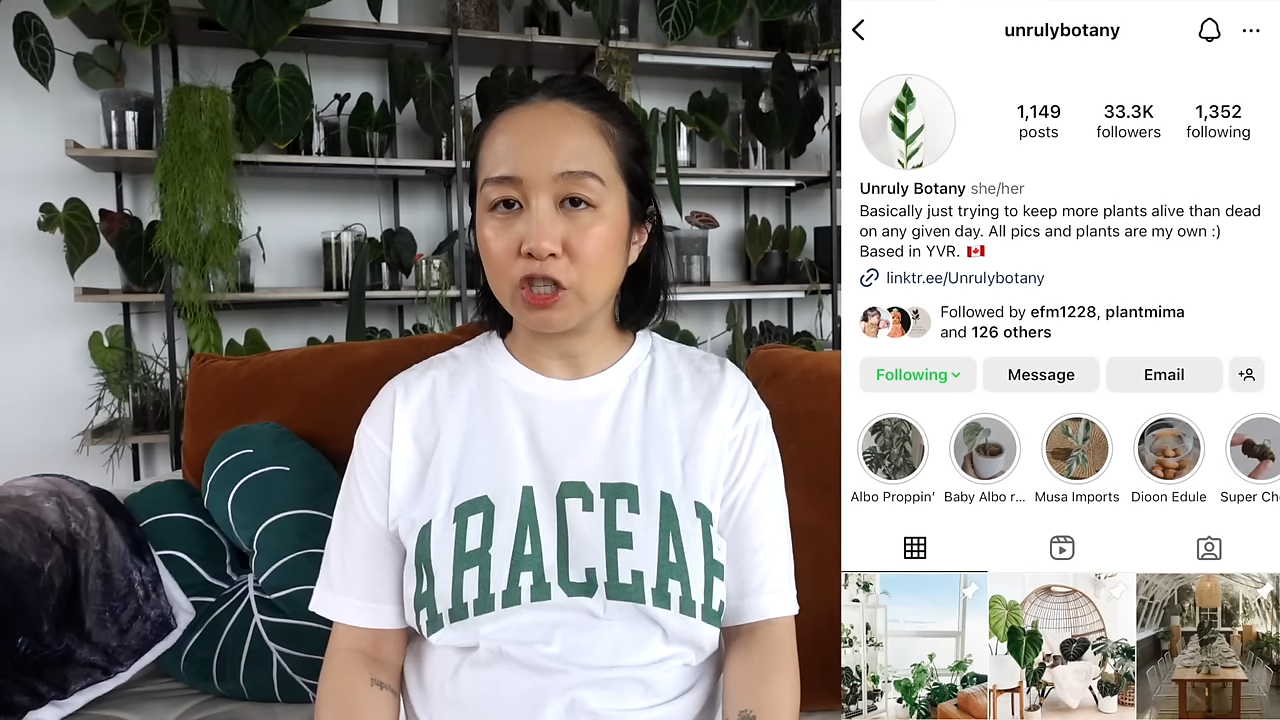 ARACEAE
jupiter
unrulybotany
1,149
33.3K
1,352
posts
followers
following
Unruly Botany she/her
Basically just trying to keep more plants alive than dead
on any given day. All pics and plants are my own :)
Based in YVR. 🇨🇦
linktr.ee/Unrulybotany
Followed by efm1228, plantmima
and 126 others
Following
Message
Email
Albo Proppin'
Baby Albo r...
Musa Imports
Dioon Edule
Super Ch